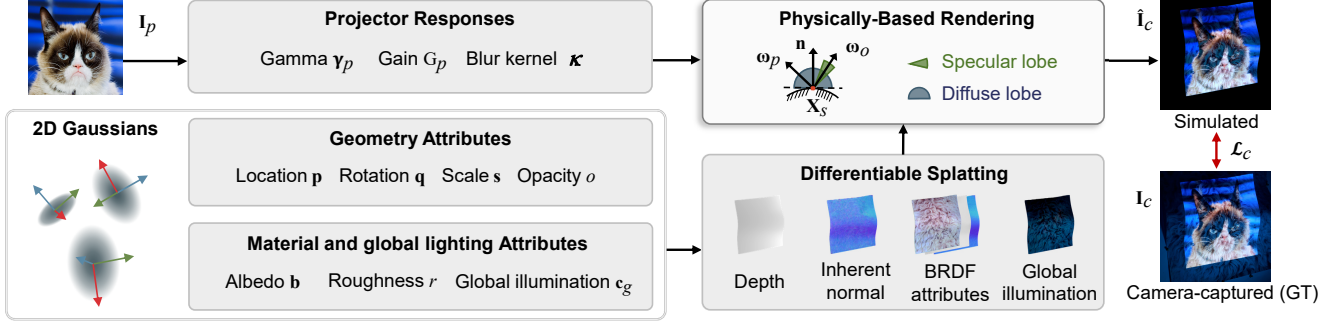 I_p
Projector Responses
Gamma γ_p Gain G_p Blur kernel κ
Physically-Based Rendering
ω_p n ω_o
X_s
Specular lobe
Diffuse lobe
Î_c
Simulated
ℒ_c
I_c
Camera-captured (GT)
2D Gaussians
Geometry Attributes
Location p Rotation q Scale s Opacity o
Material and global lighting Attributes
Albedo b Roughness r Global illumination c_g
Differentiable Splatting
Depth
Inherent
normal
BRDF
attributes
Global
illumination